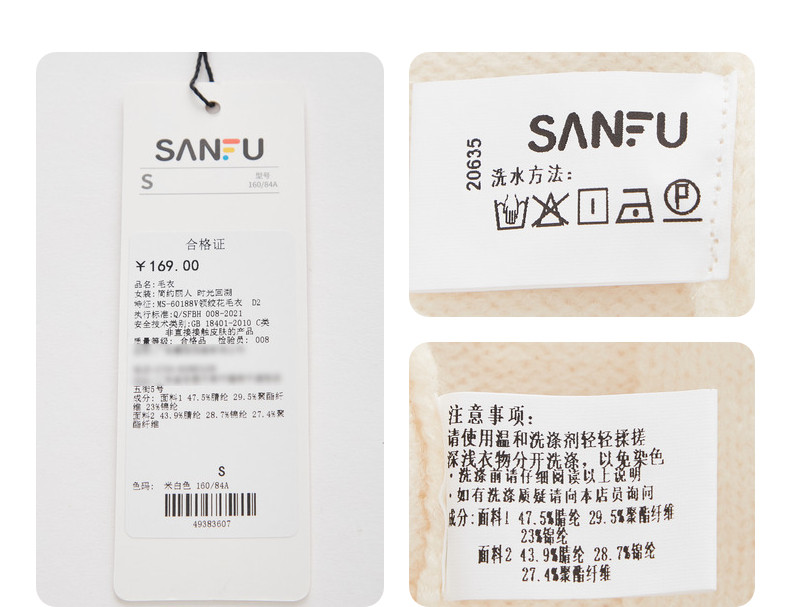 SANFU
S
型号
160/84A
合格证
￥169.00
品名:毛衣
女装:简约丽人 时光回溯
特征:MS-60188V领绞花毛衣 D2
执行标准:Q/SFBH 008-2021
安全技术类别:GB 18401-2010 C类
非直接接触皮肤的产品
质量等级: 合格品 检验员: 008
五街5号
成分: 面料1 47.5%腈纶 29.5%聚酯纤
维 23%锦纶
面料2 43.9%腈纶 28.7%锦纶 27.4%聚
酯纤维
S
色码: 米白色 160/84A
49383607
SANFU
20635
洗水方法:
P
注意事项:
请使用温和洗涤剂轻轻揉搓
深浅衣物分开洗涤，以免染色
·洗涤前请仔细阅读以上说明
·如有洗涤质疑请向本店员询问
成分:面料1 47.5%腈纶 29.5%聚酯纤维
23%锦纶
面料2 43.9%腈纶 28.7%锦纶
27.4%聚酯纤维